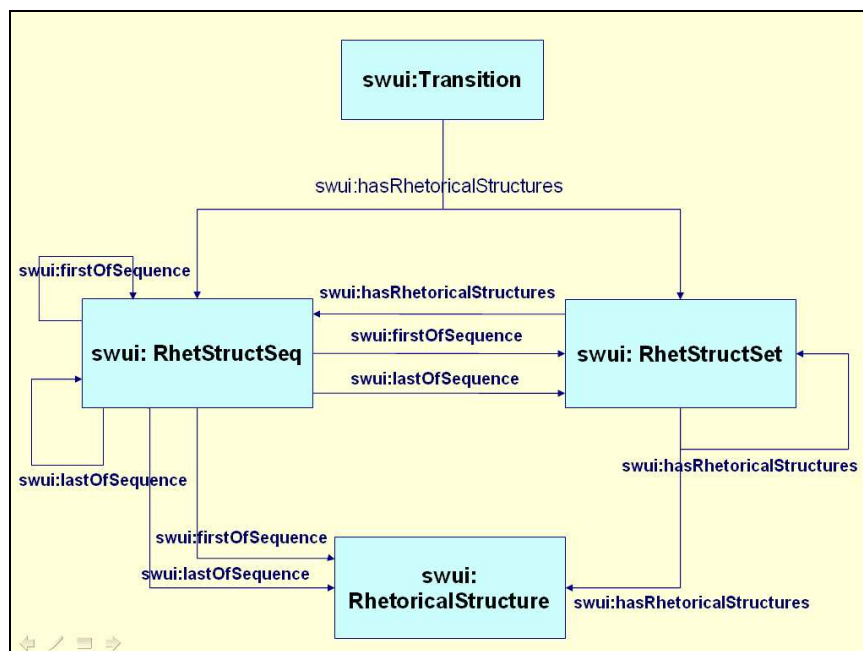 swui:Transition
swui:hasRhetoricalStructures
swui:firstOfSequence
swui:hasRhetoricalStructures
swui: RhetStructSeq
swui:firstOfSequence
swui: RhetStructSet
swui:lastOfSequence
swui:lastOfSequence
swui:hasRhetoricalStructures
swui:firstOfSequence
swui:lastOfSequence
swui:
RhetoricalStructure
swui:hasRhetoricalStructures